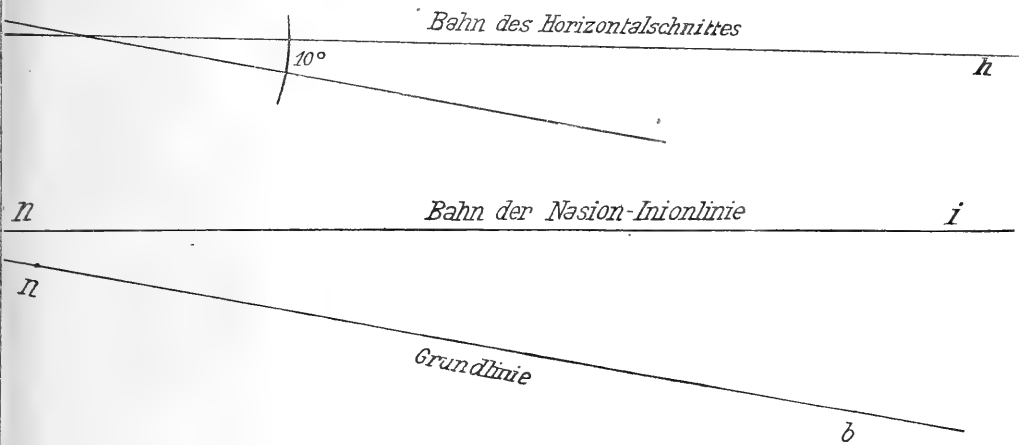 Bahn des Horizontalschnittes
10°
h
n Bahn der Nasion-Inionlinie i
n
Grundlinie
b